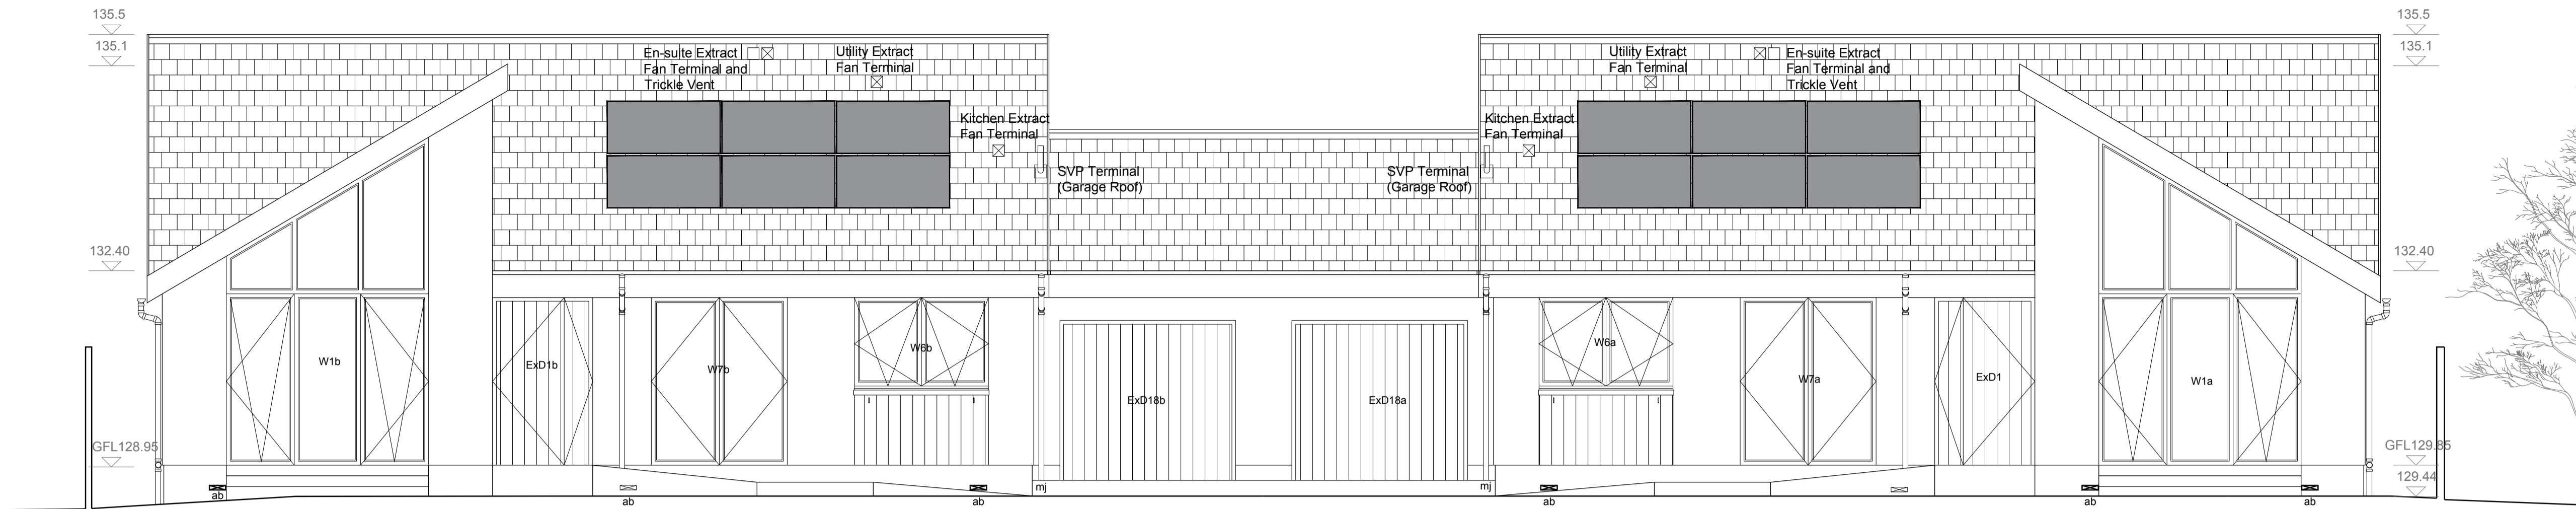 135.5
135.1
132.40
GFL128.95
En-suite Extract
Fan Terminal and
Trickle Vent
Utility Extract
Fan Terminal
Kitchen Extract
Fan Terminal
SVP Terminal
(Garage Roof)
SVP Terminal
(Garage Roof)
Kitchen Extract
Fan Terminal
Utility Extract
Fan Terminal
En-suite Extract
Fan Terminal and
Trickle Vent
135.5
135.1
132.40
GFL129.85
129.44
W1b
ExD1b
W7b
W6b
ExD18b
ExD18a
W6a
W7a
ExD1
W1a
ab
ab
ab
mj
mj
ab
ab
ab